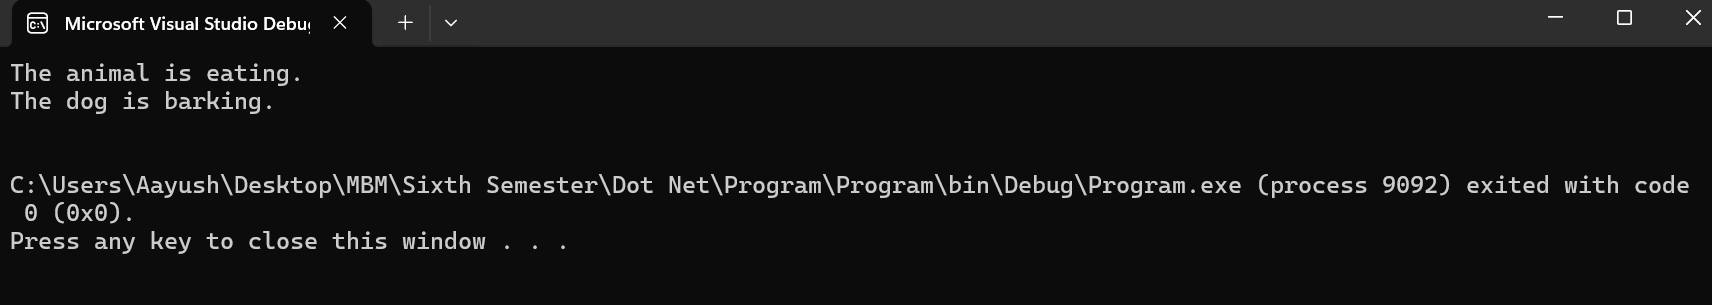 Microsoft Visual Studio Debu
The animal is eating.
The dog is barking.
C:\Users\Aayush\Desktop\MBM\Sixth Semester\Dot Net\Program\Program\bin\Debug\Program.exe (process 9092) exited with code
 0 (0x0).
Press any key to close this window . . .